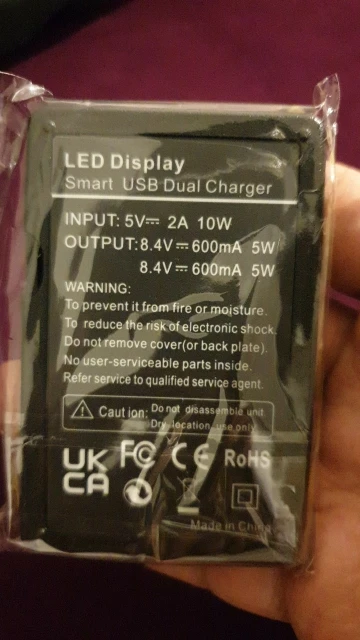 LED Display
Smart USB Dual Charger
INPUT: 5V⎓ 2A 10W
OUTPUT: 8.4V⎓600mA 5W
8.4V⎓600mA 5W
WARNING:
To prevent it from fire or moisture.
To reduce the risk of electronic shock.
Do not remove cover(or back plate).
No user-serviceable parts inside.
Refer service to qualified service agent.
Caution: Do not disassemble unit
Dry location, use only
UK CA FC CE RoHS
Made in China